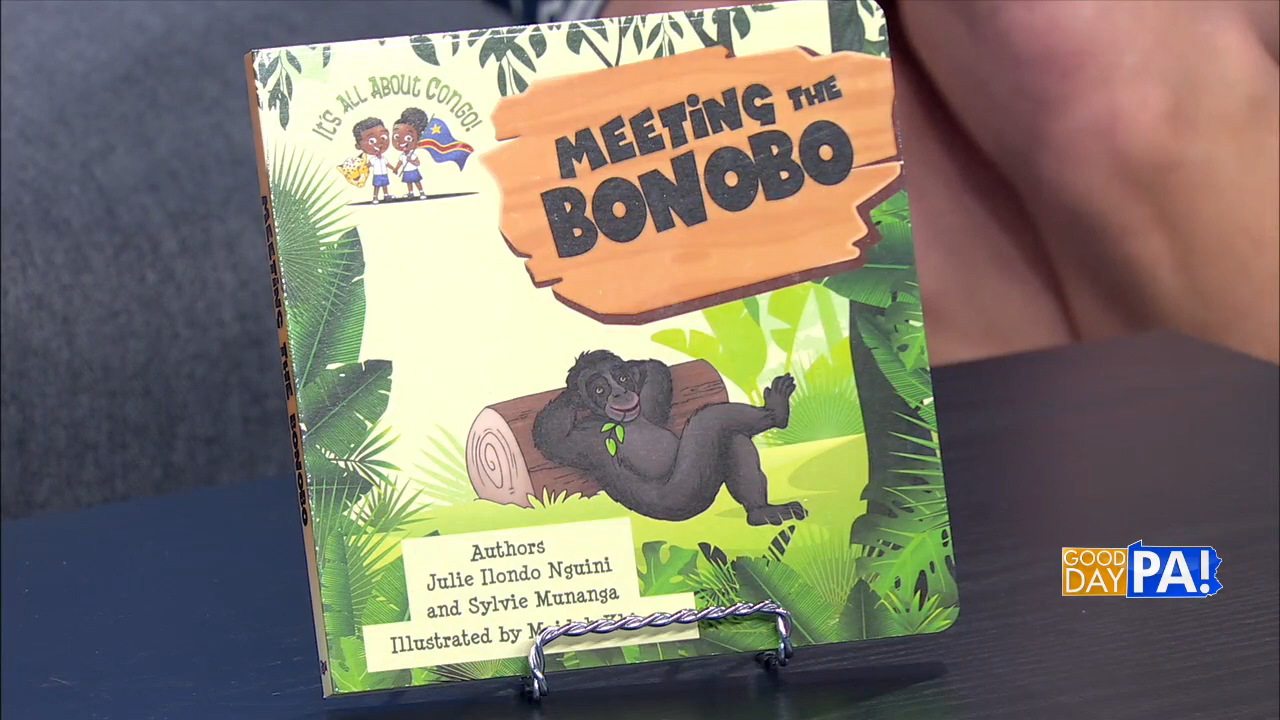 IT'S ALL ABOUT CONGO!
MEETING THE
BONOBO
MEETING THE BONOBO
Authors
Julie Ilondo Nguini
and Sylvie Munanga
Illustrated by
GOOD
DAY
PA!